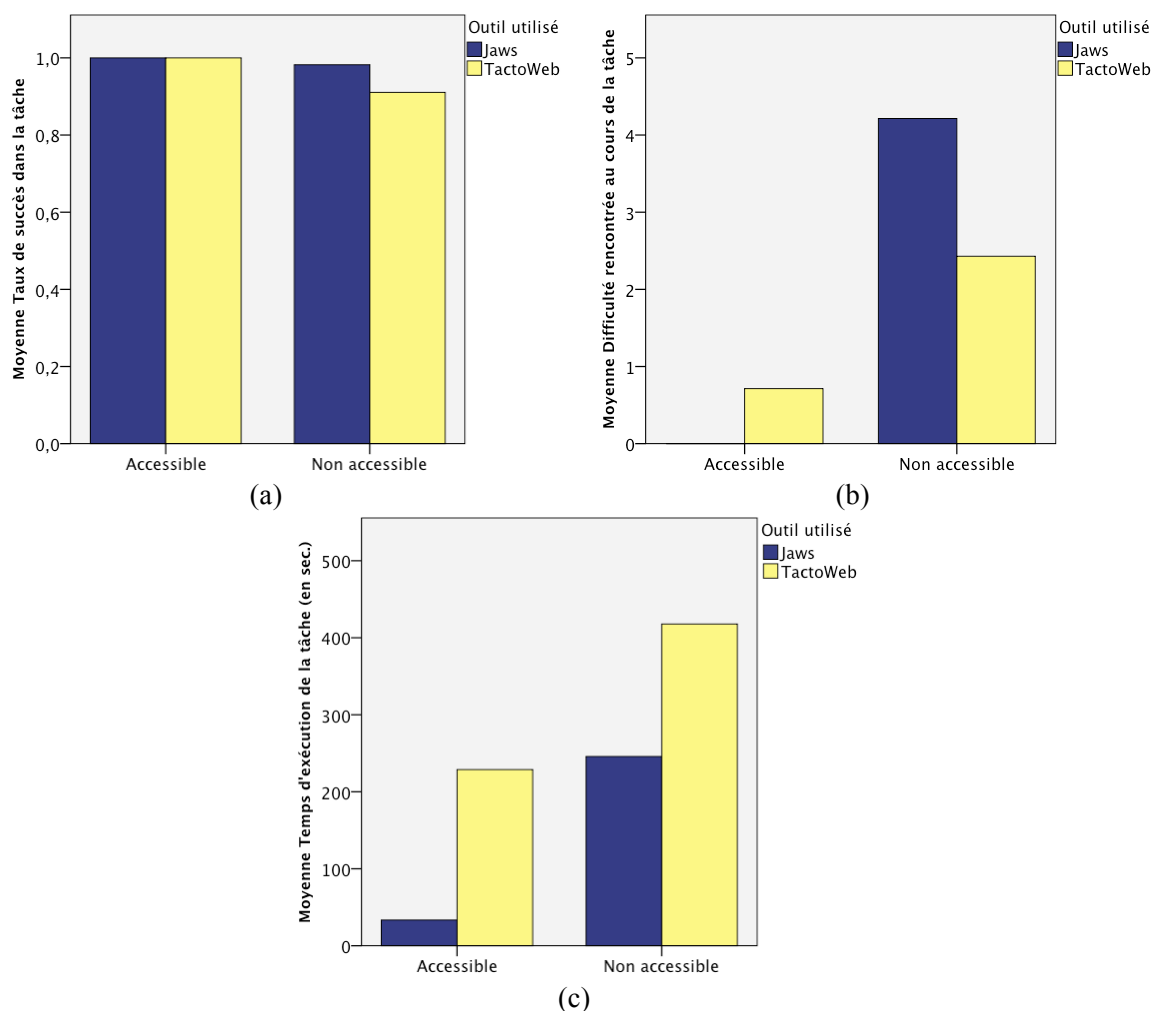 Moyenne Taux de succès dans la tâche
1,0
0,8
0,6
0,4
0,2
0,0
Accessible
Non accessible
Outil utilisé
Jaws
TactoWeb
(a)
Moyenne Difficulté rencontrée au cours de la tâche
5
4
3
2
1
0
Accessible
Non accessible
Outil utilisé
Jaws
TactoWeb
(b)
Moyenne Temps d'exécution de la tâche (en sec.)
500
400
300
200
100
0
Accessible
Non accessible
Outil utilisé
Jaws
TactoWeb
(c)